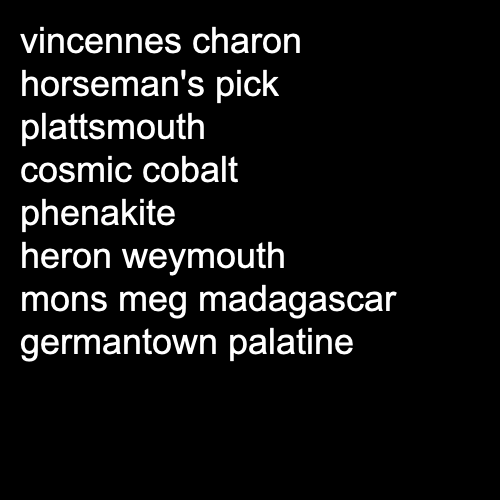 vincennes charon
horseman's pick
plattsmouth
cosmic cobalt
phenakite
heron weymouth
mons meg madagascar
germantown palatine